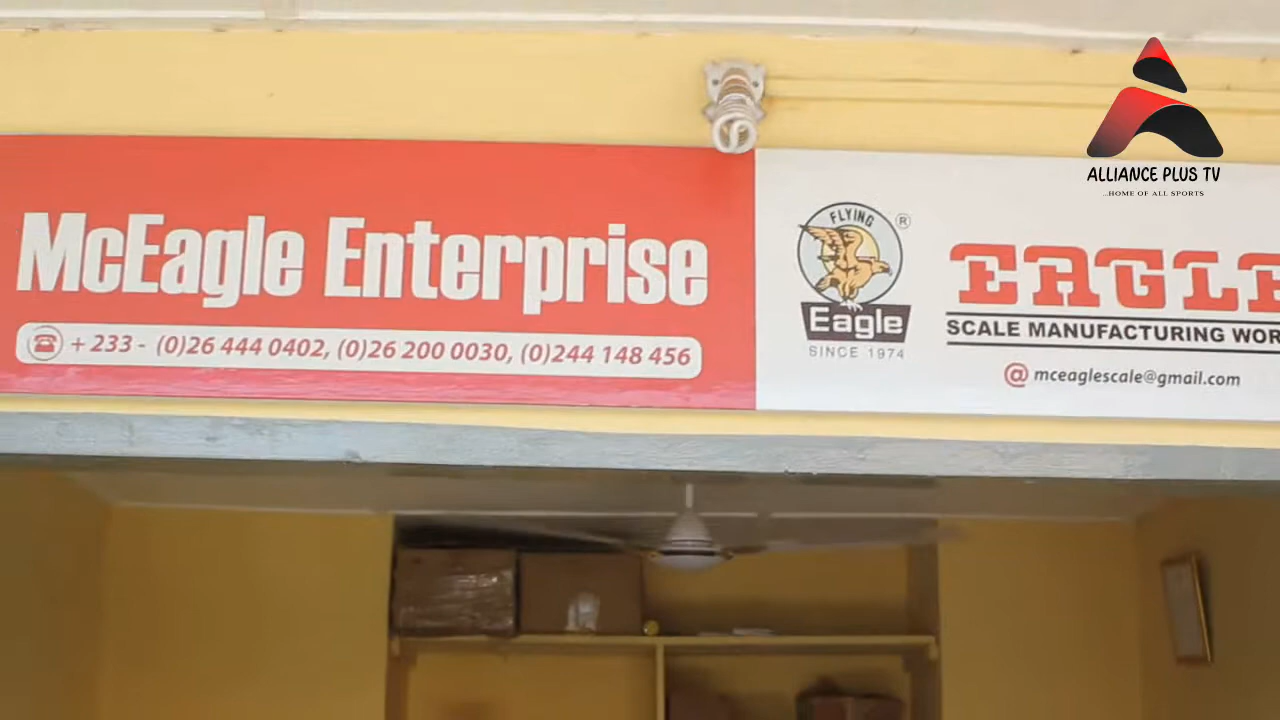 ALLIANCE PLUS TV
...HOME OF ALL SPORTS
McEagle Enterprise
+ 233 - (0)26 444 0402, (0)26 200 0030, (0)244 148 456
FLYING
®
Eagle
SINCE 1974
EAGLE
SCALE MANUFACTURING WOR
@ mceaglescale@gmail.com